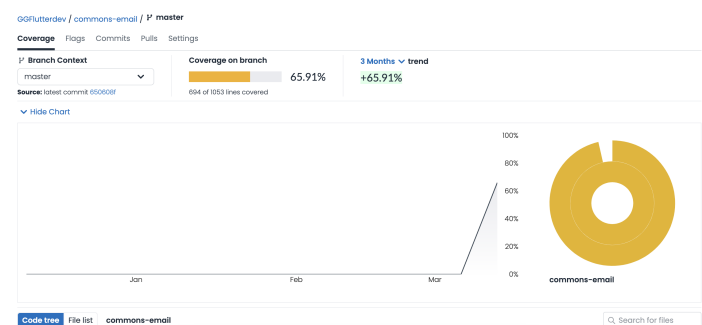 GGFlutterdev / commons-email / master
Coverage Flags Commits Pulls Settings
Branch Context
master
Source: latest commit 650608f
Coverage on branch
65.91%
694 of 1053 lines covered
3 Months trend
+65.91%
Hide Chart
100%
80%
60%
40%
20%
0%
Jan Feb Mar
commons-email
Code tree File list commons-email
Search for files